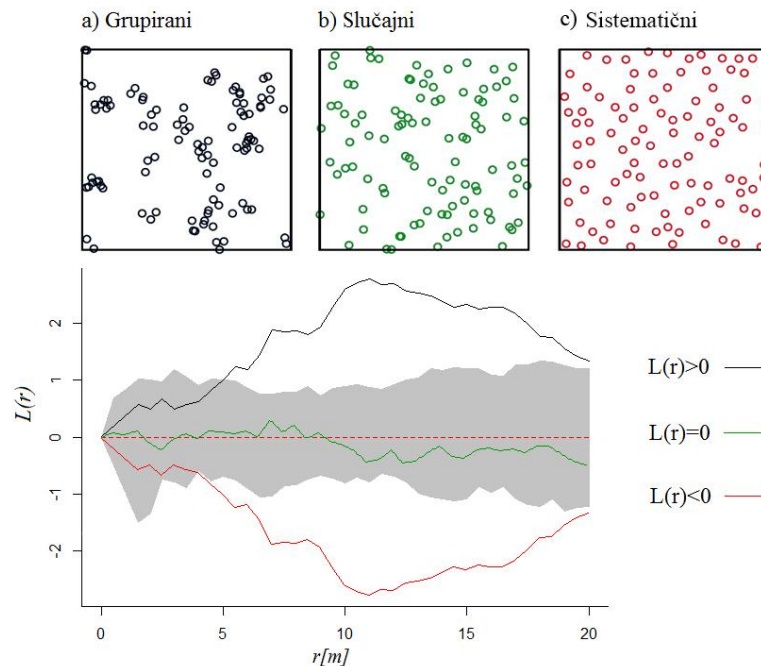 a) Grupirani
b) Slučajni
c) Sistematični
2
1
0
-1
-2
L(r)
0
5
10
15
20
r[m]
L(r)>0
L(r)=0
L(r)<0